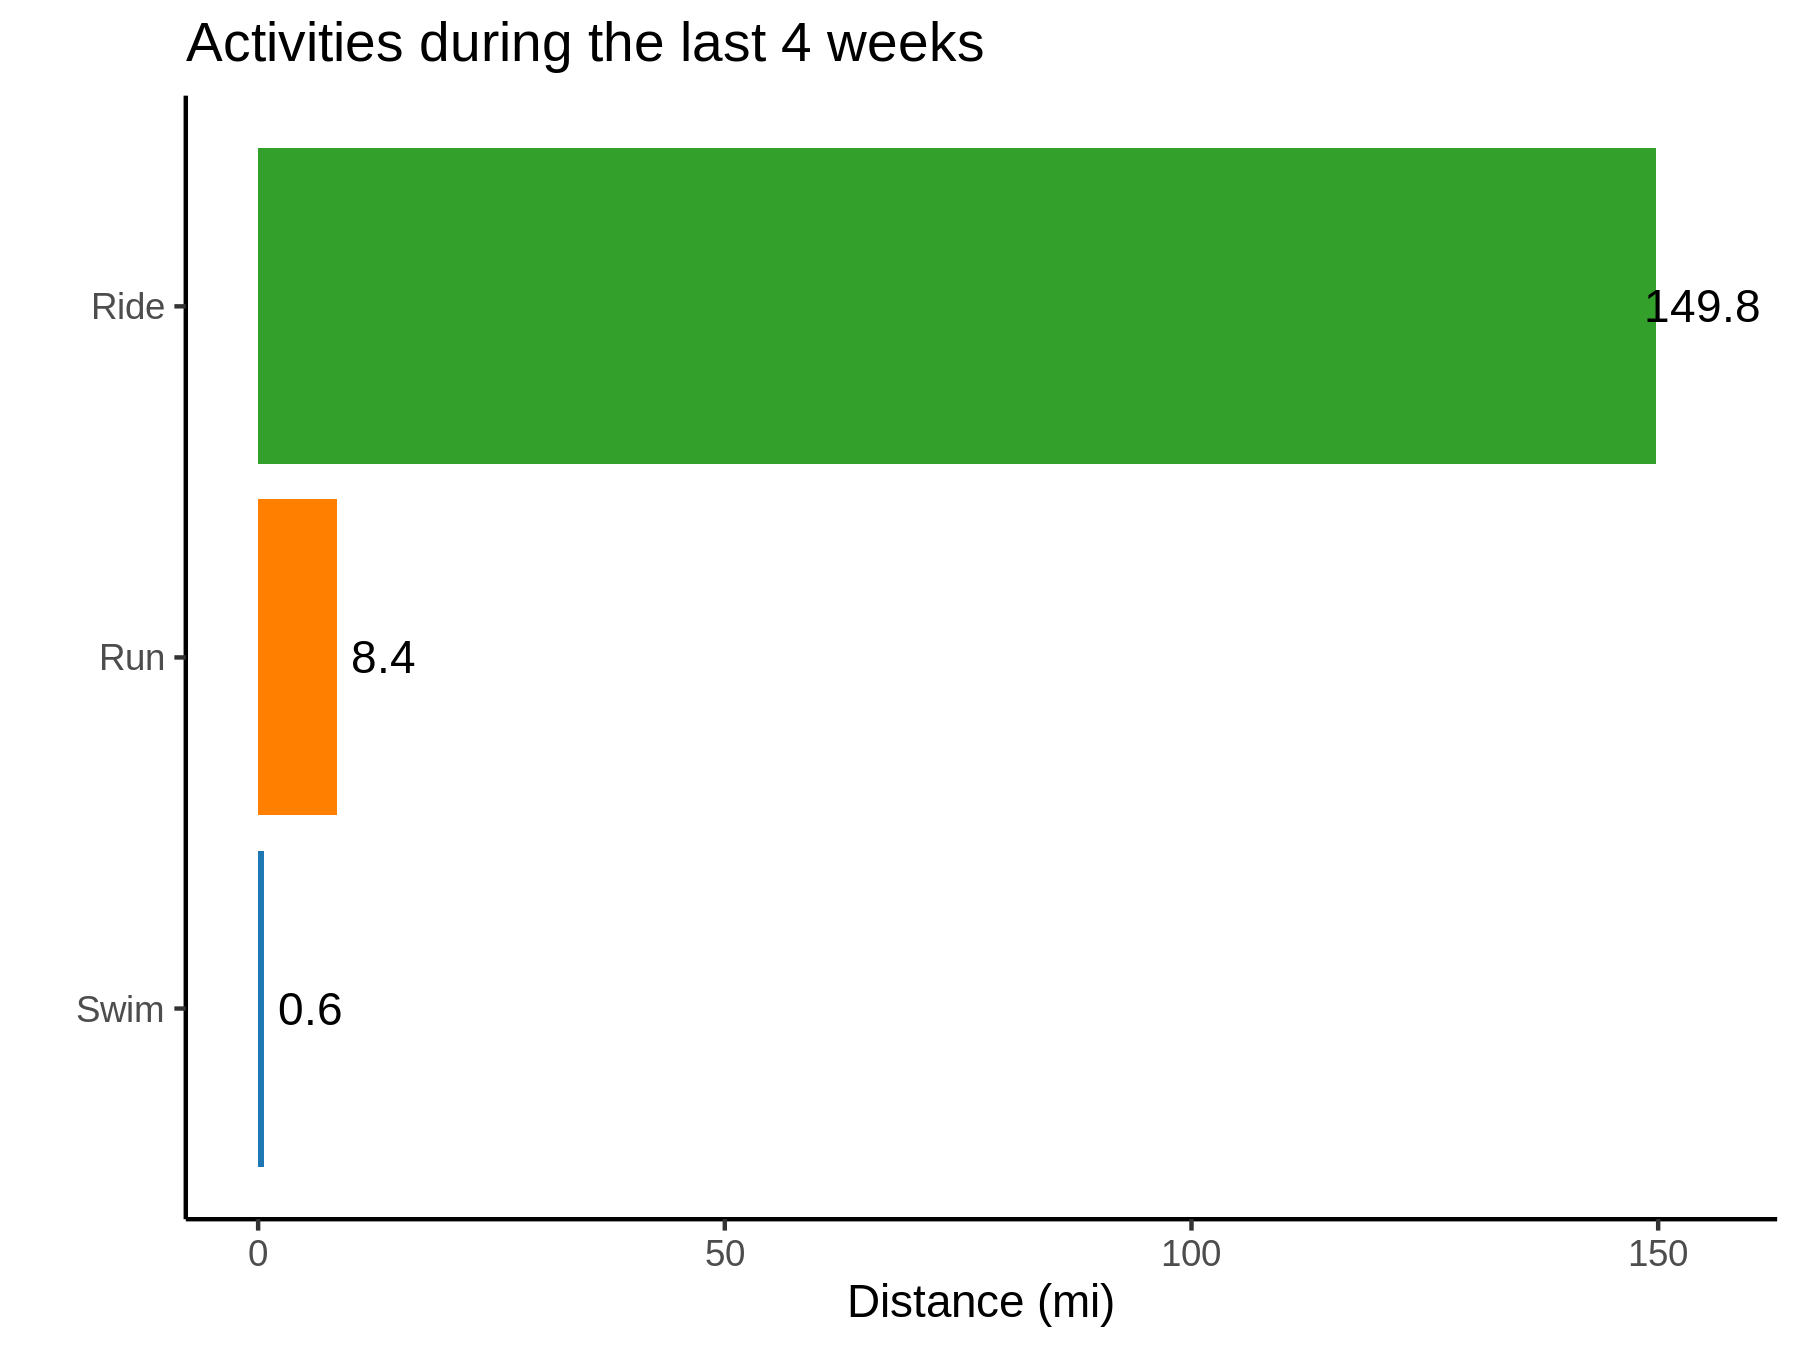 Activities during the last 4 weeks
Ride
149.8
Run
8.4
Swim
0.6
0 50 100 150
Distance (mi)